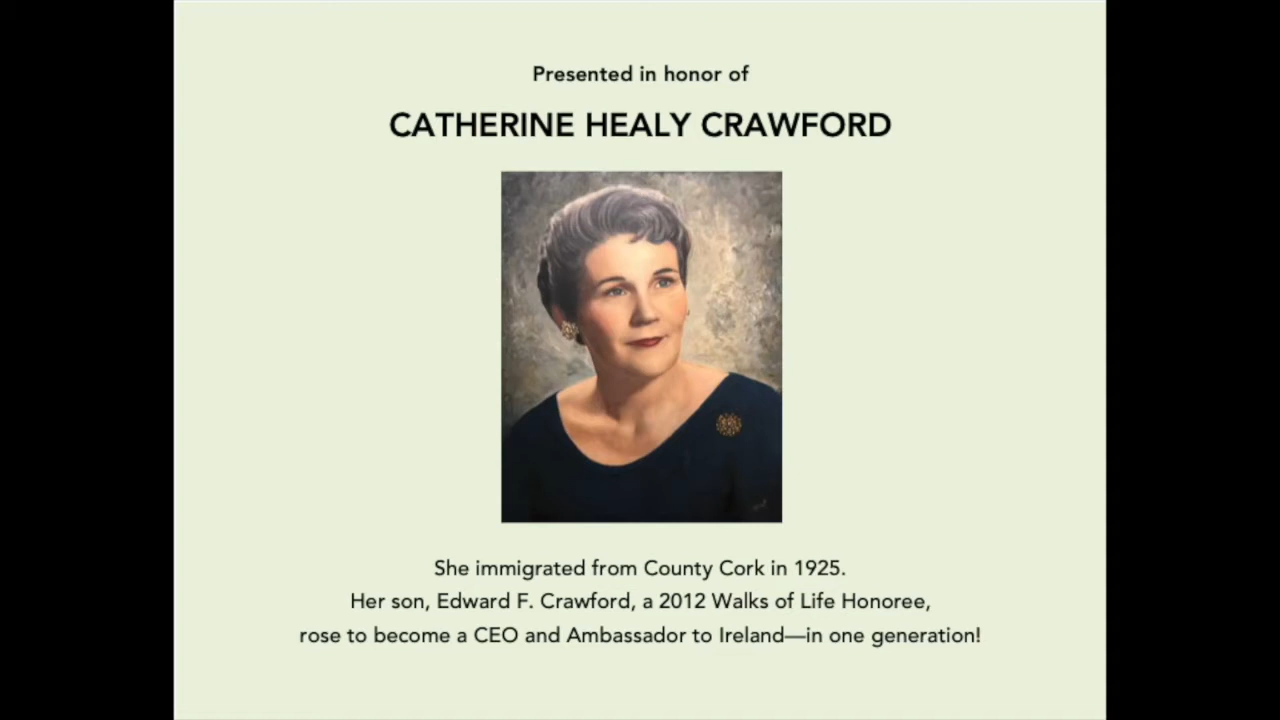 Presented in honor of
CATHERINE HEALY CRAWFORD
She immigrated from County Cork in 1925.
Her son, Edward F. Crawford, a 2012 Walks of Life Honoree,
rose to become a CEO and Ambassador to Ireland—in one generation!